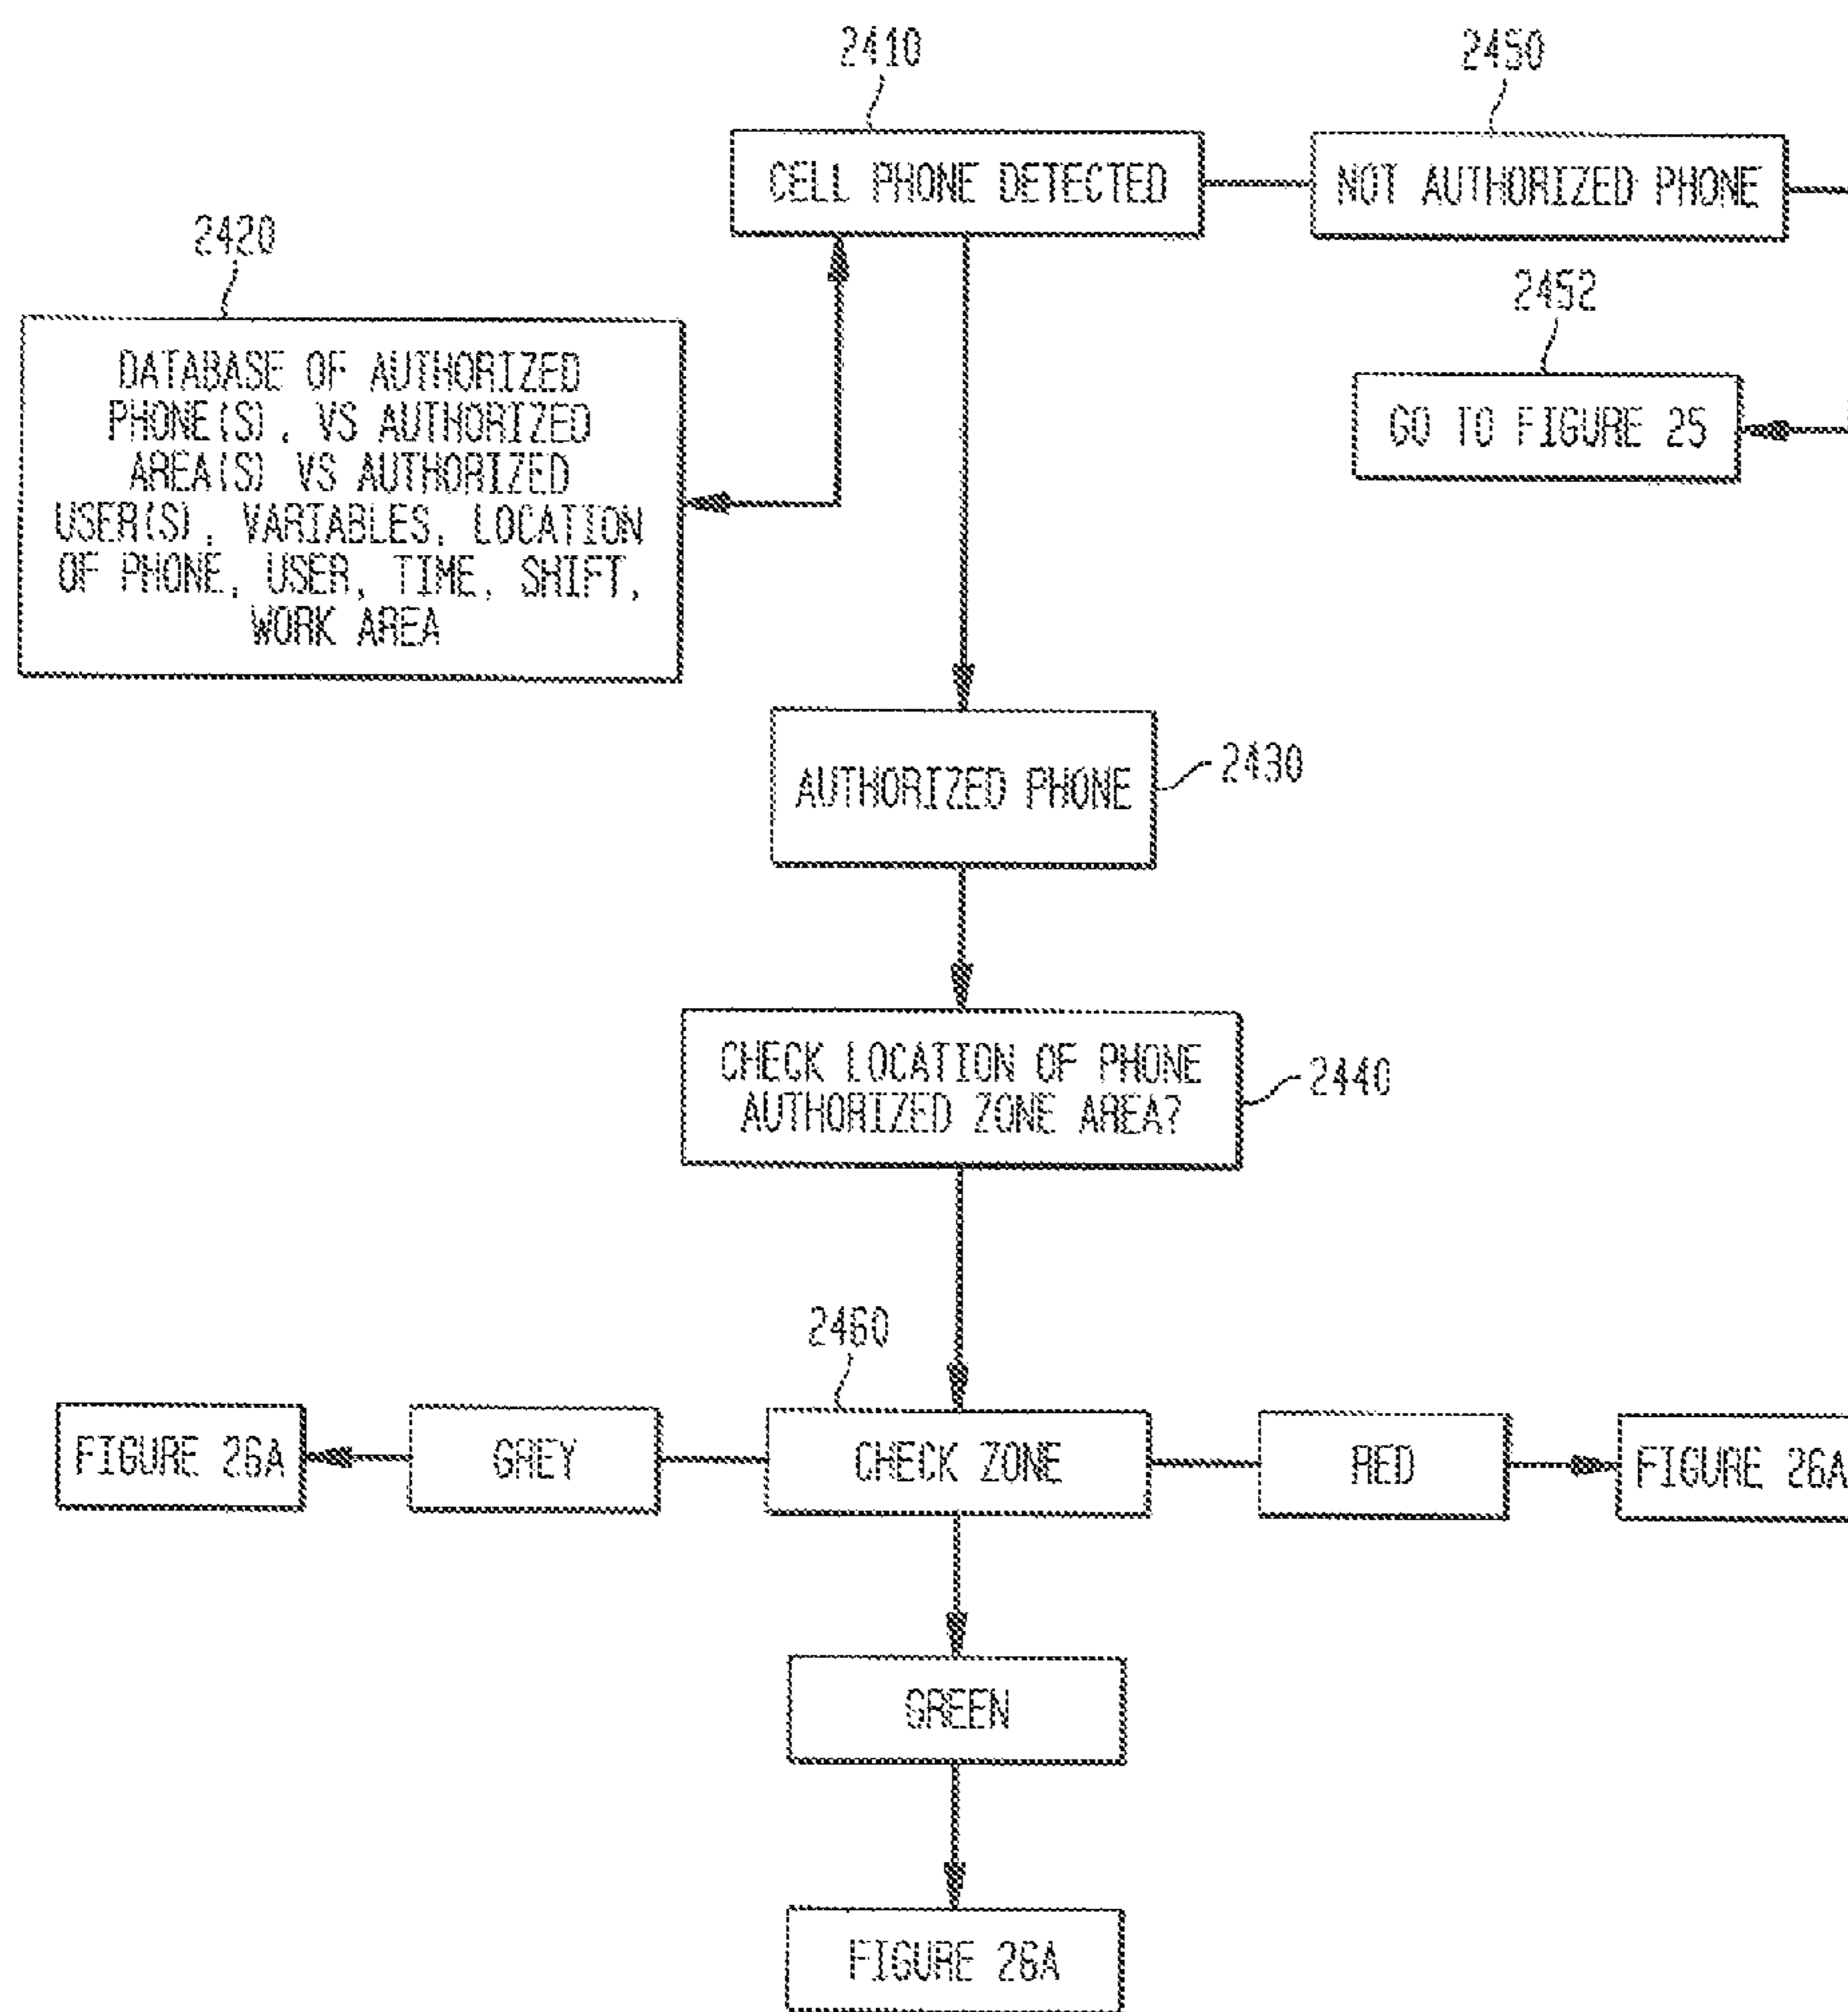 2410
2450
CELL PHONE DETECTED
NOT AUTHORIZED PHONE
2420
2452
DATABASE OF AUTHORIZED
PHONE(S), VS AUTHORIZED
AREA(S) VS AUTHORIZED
USER(S), VARIABLES, LOCATION
OF PHONE, USER, TIME, SHIFT,
WORK AREA
GO TO FIGURE 25
AUTHORIZED PHONE
2430
CHECK LOCATION OF PHONE
AUTHORIZED ZONE AREA?
2440
2460
FIGURE 26A
GREY
CHECK ZONE
RED
FIGURE 26A
GREEN
FIGURE 26A